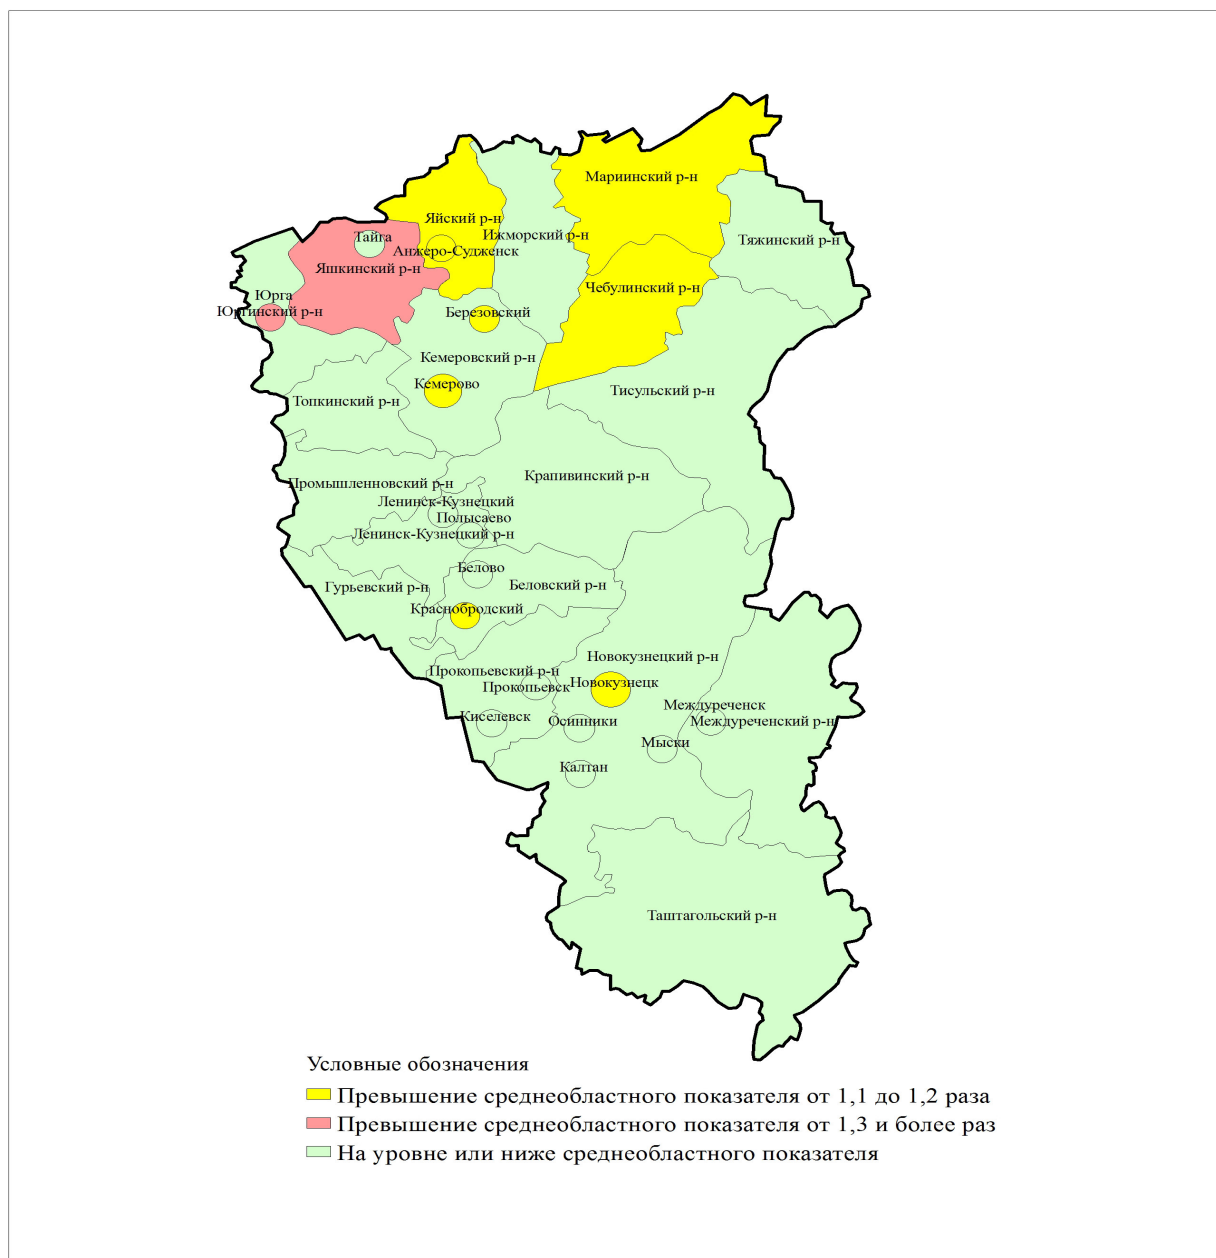 Мариинский р-н
Яйский р-н
Ижморский р-н
Тайга
Тяжинский р-н
Анжеро-Судженск
Яшкинский р-н
Чебулинский р-н
Юрга
Юргинский р-н
Березовский
Кемеровский р-н
Кемерово
Тисульский р-н
Топкинский р-н
Крапивинский р-н
Промышленновский р-н
Ленинск-Кузнецкий
Полысаево
Ленинск-Кузнецкий р-н
Белово
Беловский р-н
Гурьевский р-н
Краснобродский
Новокузнецкий р-н
Прокопьевский р-н
Новокузнецк
Прокопьевск
Междуреченск
Киселевск
Осинники
Междуреченский р-н
Мыски
Калтан
Таштагольский р-н
Условные обозначения
Превышение среднеобластного показателя от 1,1 до 1,2 раза
Превышение среднеобластного показателя от 1,3 и более раз
На уровне или ниже среднеобластного показателя